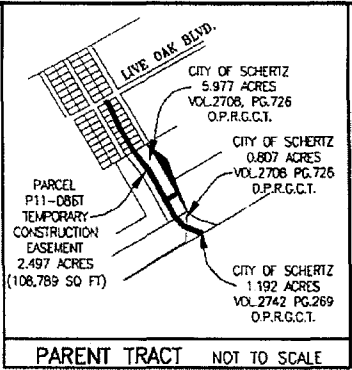 LIVE OAK BLVD.
CITY OF SCHERTZ
5.977 ACRES
VOL.2708, PG.726
O.P.R.G.C.T.
CITY OF SCHERTZ
0.807 ACRES
VOL.2708 PG.726
O.P.R.G.C.T.
PARCEL
P11-086T
TEMPORARY
CONSTRUCTION
EASEMENT
2.497 ACRES
(108,789 SQ FT)
CITY OF SCHERTZ
1.192 ACRES
VOL.2742 PG.269
O.P.R.G.C.T.
PARENT TRACT NOT TO SCALE